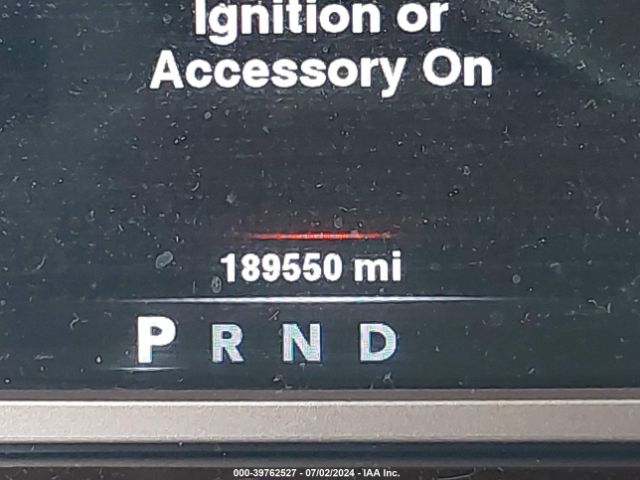 Ignition or
Accessory On
189550 mi
P R N D
000-39762527 - 07/02/2024 - IAA Inc.